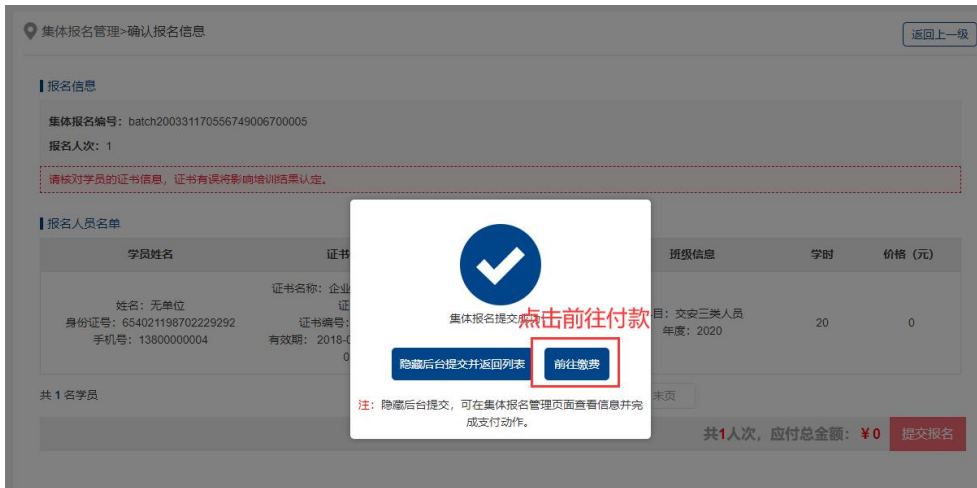 集体报名管理>确认报名信息
返回上一级
报名信息
集体报名编号：batch200331170556749006700005
报名人次：1
请核对学员的证书信息，证书有误将影响培训结果认定。
报名人员名单
学员姓名
证书
班级信息
学时
价格（元）
姓名：无单位
身份证号：654021198702229292
手机号：13800000004
证书名称：企业
证
证书编号：
有效期：2018-0
0
目：交安三类人员
年度：2020
20
0
集体报名提交成功
点击前往付款
隐藏后台提交并返回列表
前往缴费
注：隐藏后台提交，可在集体报名管理页面查看信息并完
成支付动作。
共 1 名学员
末页
共1人次，应付总金额：¥0
提交报名